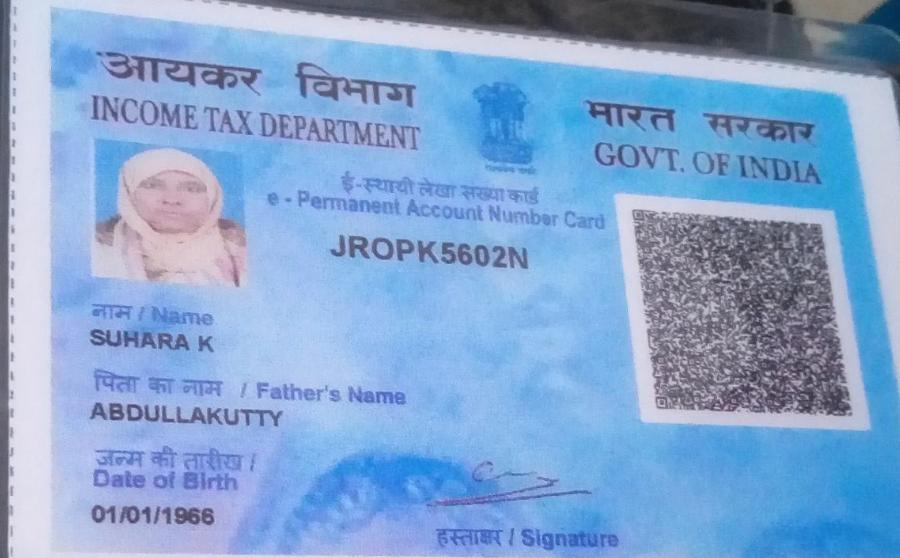 आयकर विभाग
INCOME TAX DEPARTMENT
भारत सरकार
GOVT. OF INDIA
ई-स्थायी लेखा संख्या कार्ड
e - Permanent Account Number Card
JROPK5602N
नाम / Name
SUHARA K
पिता का नाम / Father's Name
ABDULLAKUTTY
जन्म की तारीख /
Date of Birth
01/01/1966
हस्ताक्षर / Signature